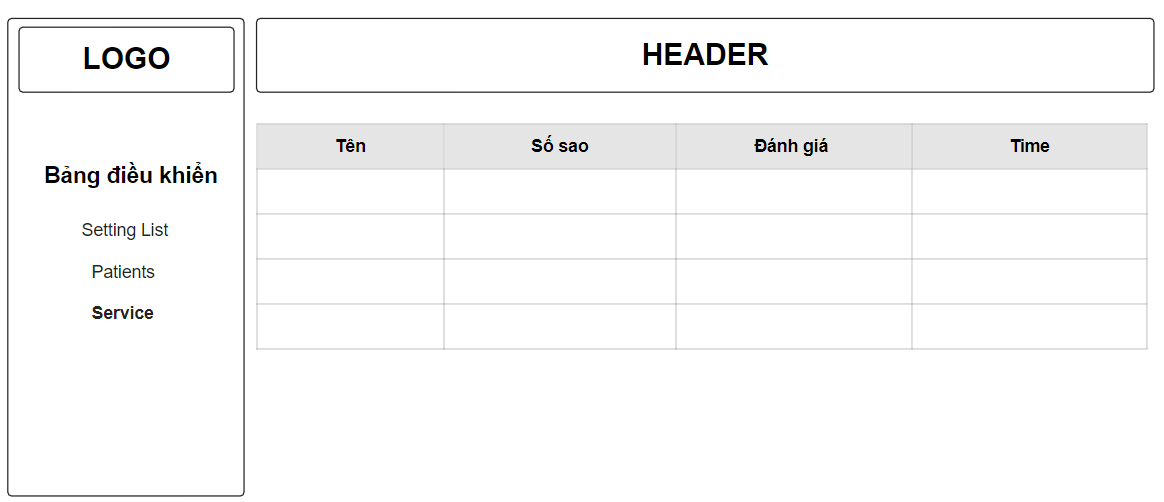 LOGO
HEADER
Bảng điều khiển
Setting List
Patients
Service
Tên Số sao Đánh giá Time